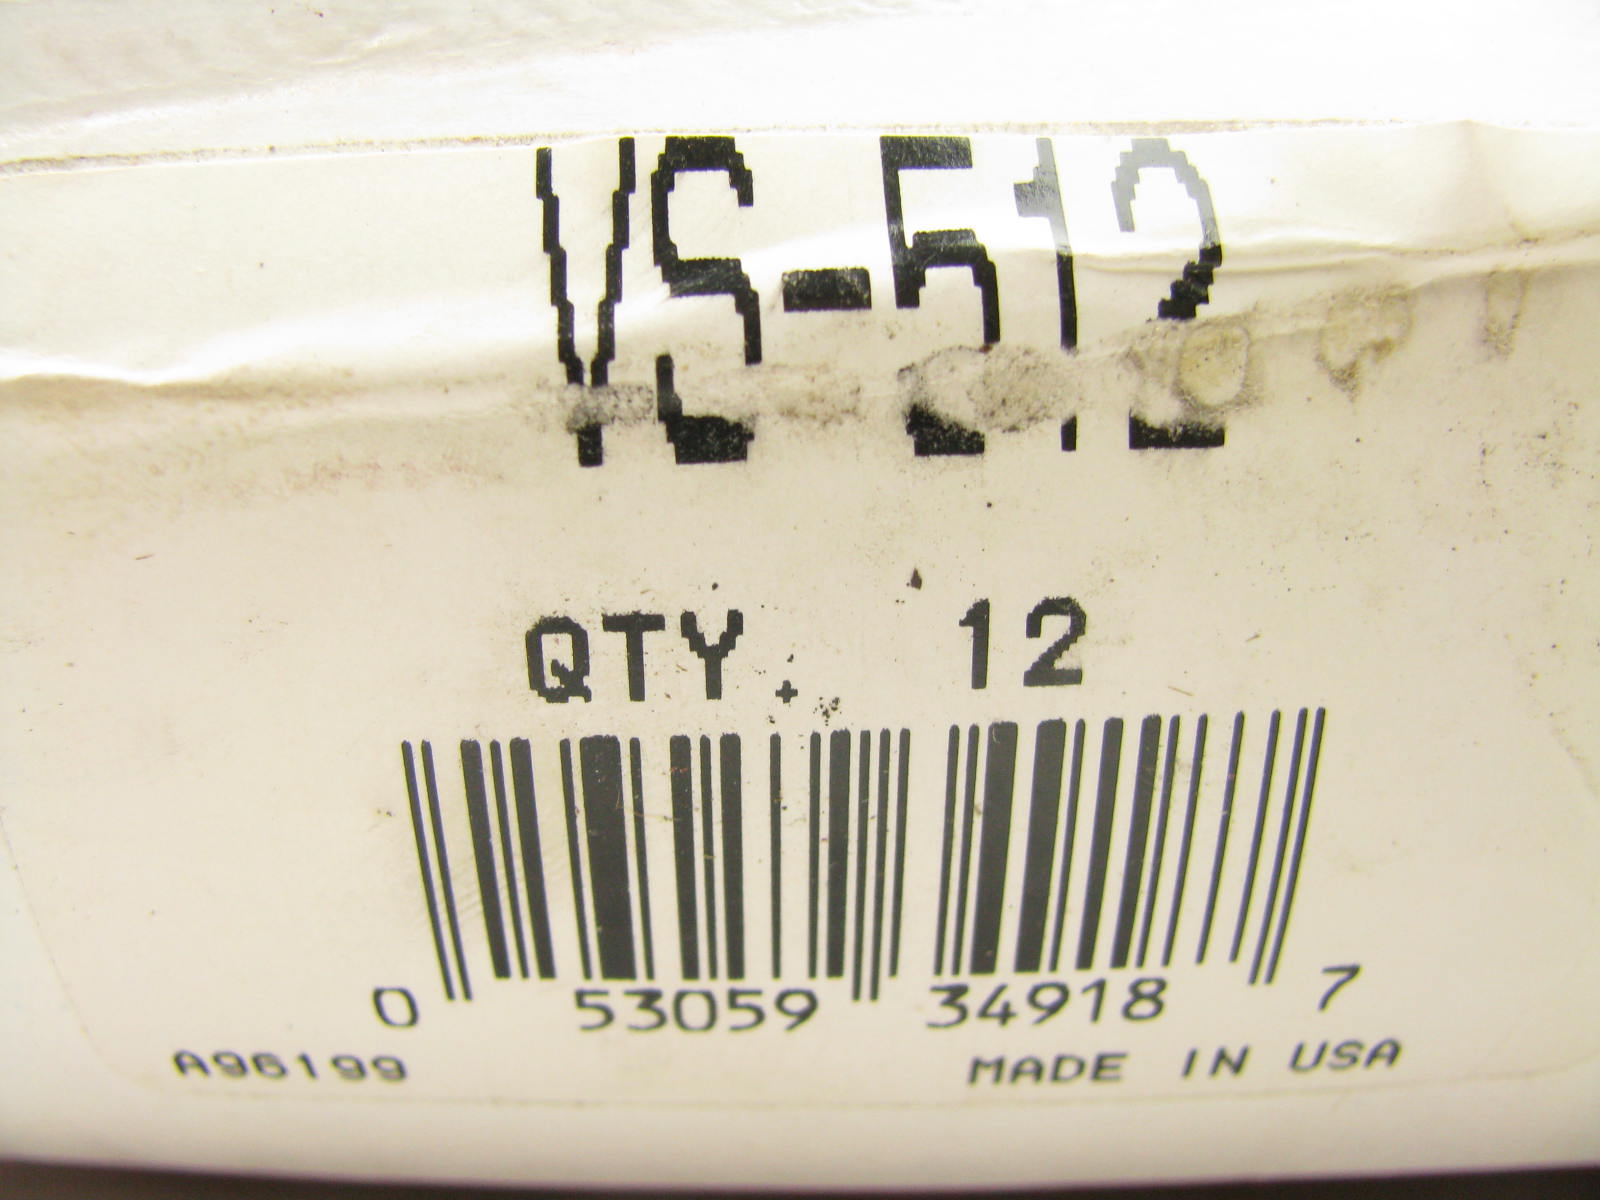 VS-512
QTY. 12
0 53059 34918 7
A96199 MADE IN USA